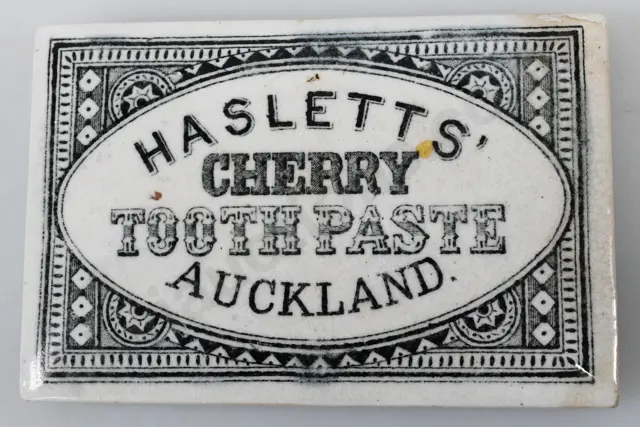 HASLETTS'
CHERRY
TOOTH PASTE
AUCKLAND.